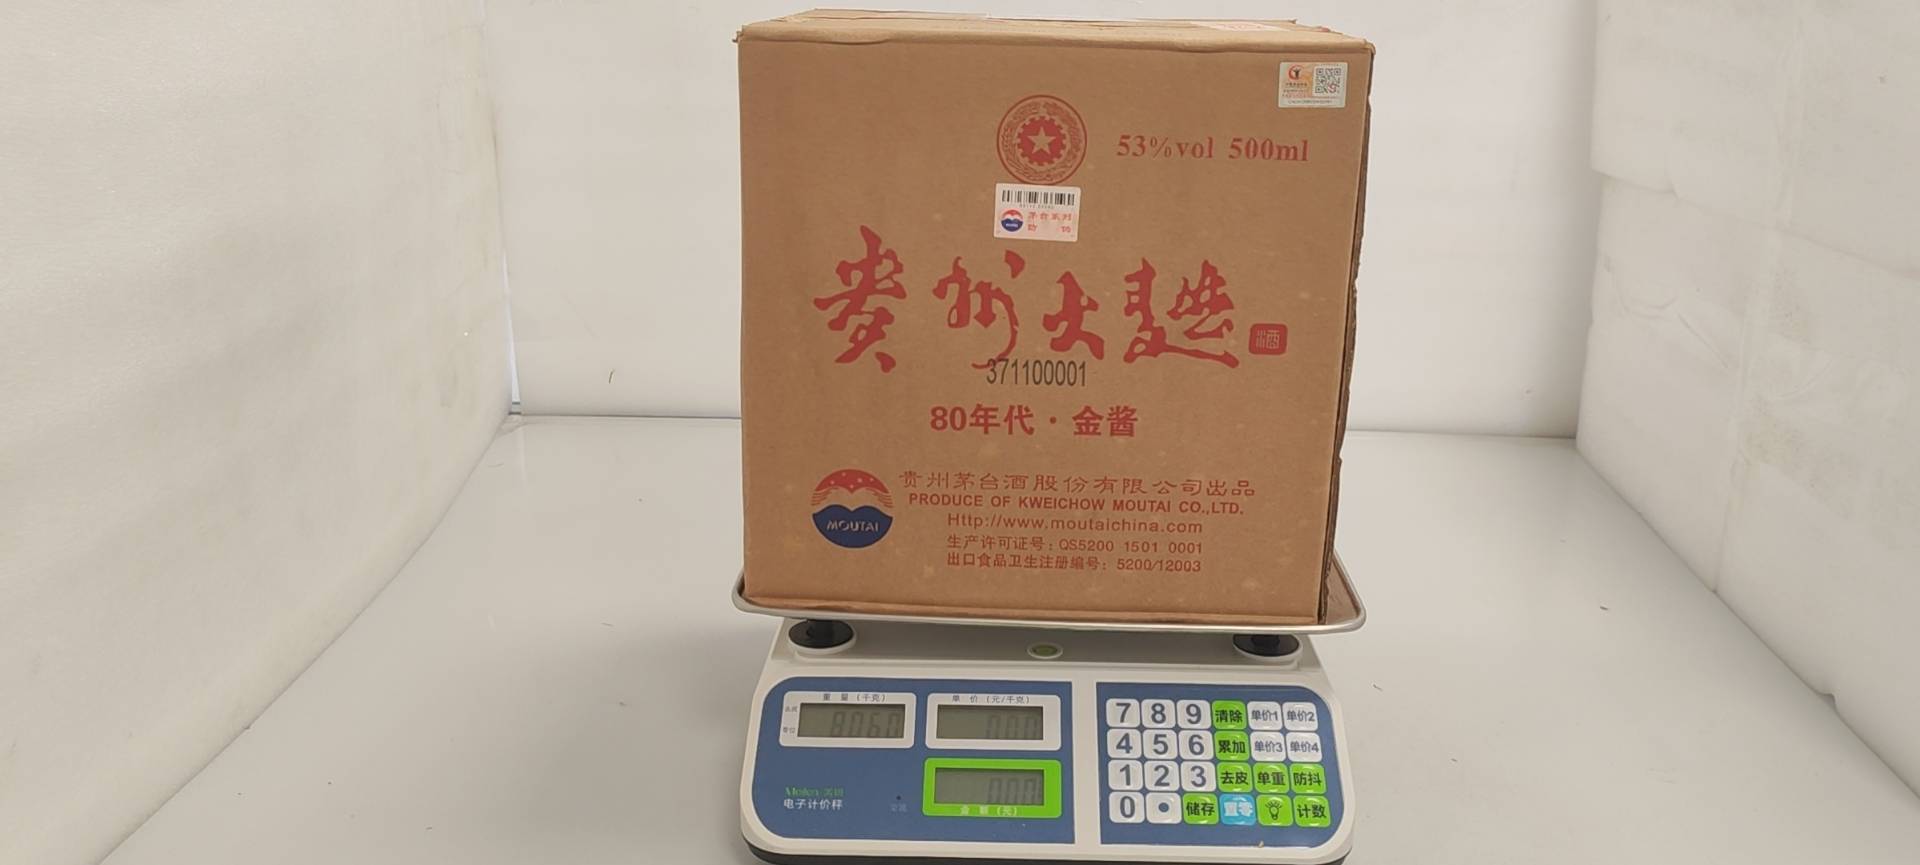 53%vol 500ml
茅台系列
防 伪
贵州大麯
酒
371100001
80年代·金酱
贵州茅台酒股份有限公司出品
PRODUCE OF KWEICHOW MOUTAI CO.,LTD.
Http://www.moutaichina.com
MOUTAI
生产许可证号：QS5200 1501 0001
出口食品卫生注册编号：5200/12003
重 量 (千克)
单 价 (元/千克)
8.060
0.00
0.00
金 额 (元)
电子计价秤
7 8 9 清除 单价1 单价2
4 5 6 累加 单价3 单价4
1 2 3 去皮 单重 防抖
0 • 储存 置零 计数